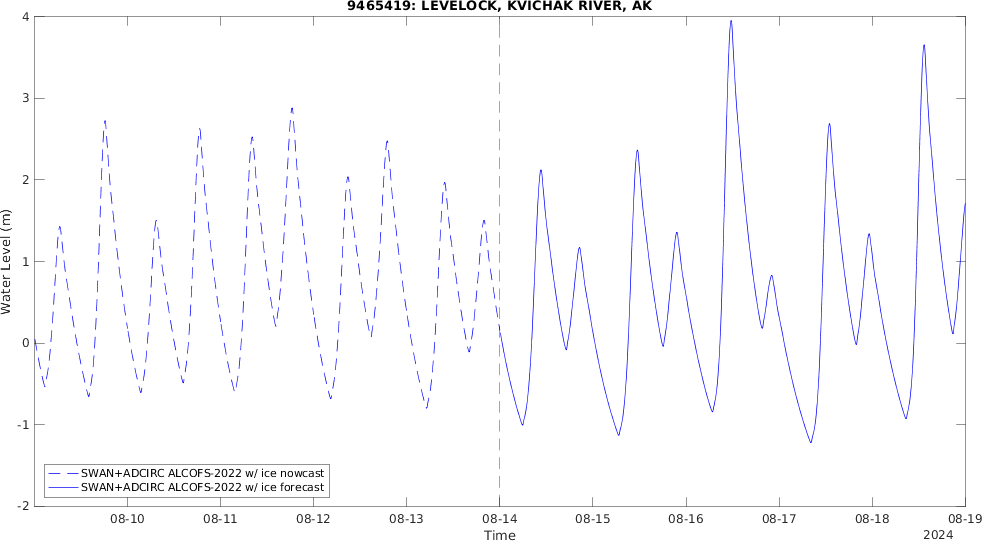 9465419: LEVELOCK, KVICHAK RIVER, AK
4
3
2
1
0
-1
-2
Water Level (m)
SWAN+ADCIRC ALCOFS-2022 w/ ice nowcast
SWAN+ADCIRC ALCOFS-2022 w/ ice forecast
08-10 08-11 08-12 08-13 08-14 08-15 08-16 08-17 08-18 08-19
Time
2024